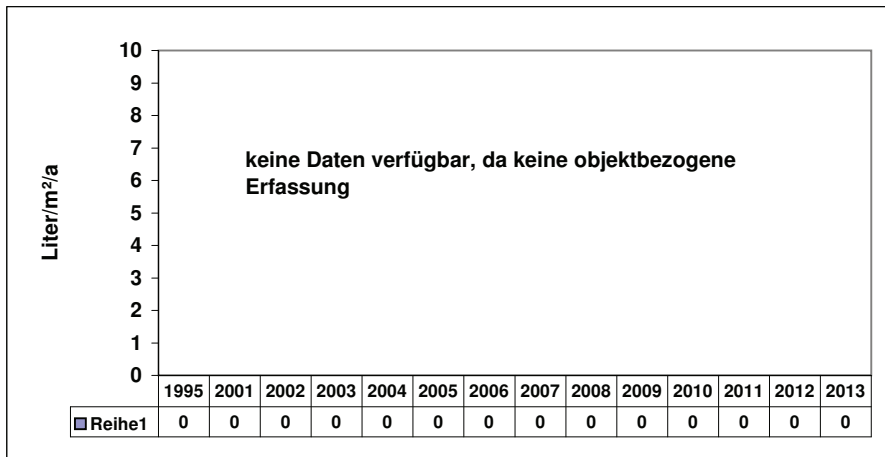 10
9
8
7
6
5
4
3
2
1
0
Liter/m²/a
keine Daten verfügbar, da keine objektbezogene
Erfassung
1995 2001 2002 2003 2004 2005 2006 2007 2008 2009 2010 2011 2012 2013
Reihe1 0 0 0 0 0 0 0 0 0 0 0 0 0 0